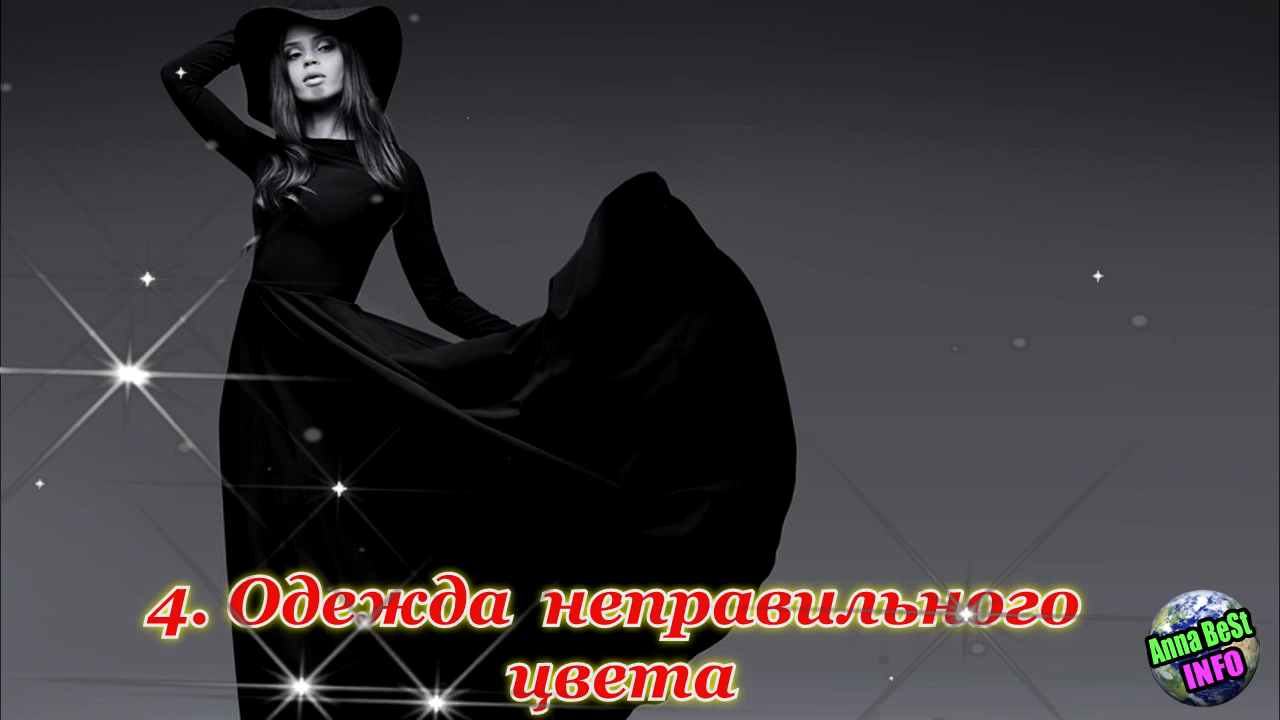 4. Одежда неправильного
цвета
Anna BeSt
INFO